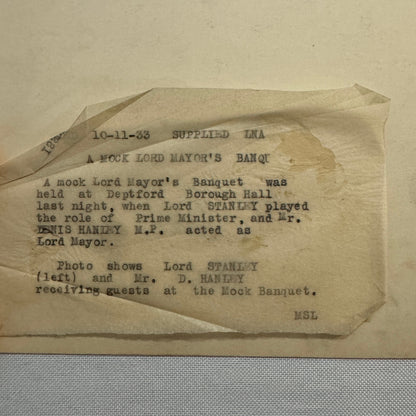 10-11-33 SUPPLIED LNA
A MOCK LORD MAYOR'S BANQU
A mock Lord Mayor's Banquet was
held at Deptford Borough Hall
last night, when Lord STANLEY played
the role of Prime Minister, and Mr.
DENIS HANLEY M.P. acted as
Lord Mayor.
Photo shows Lord STANLEY
(left) and Mr. D. HANLEY
receiving guests at the Mock Banquet.
MSL